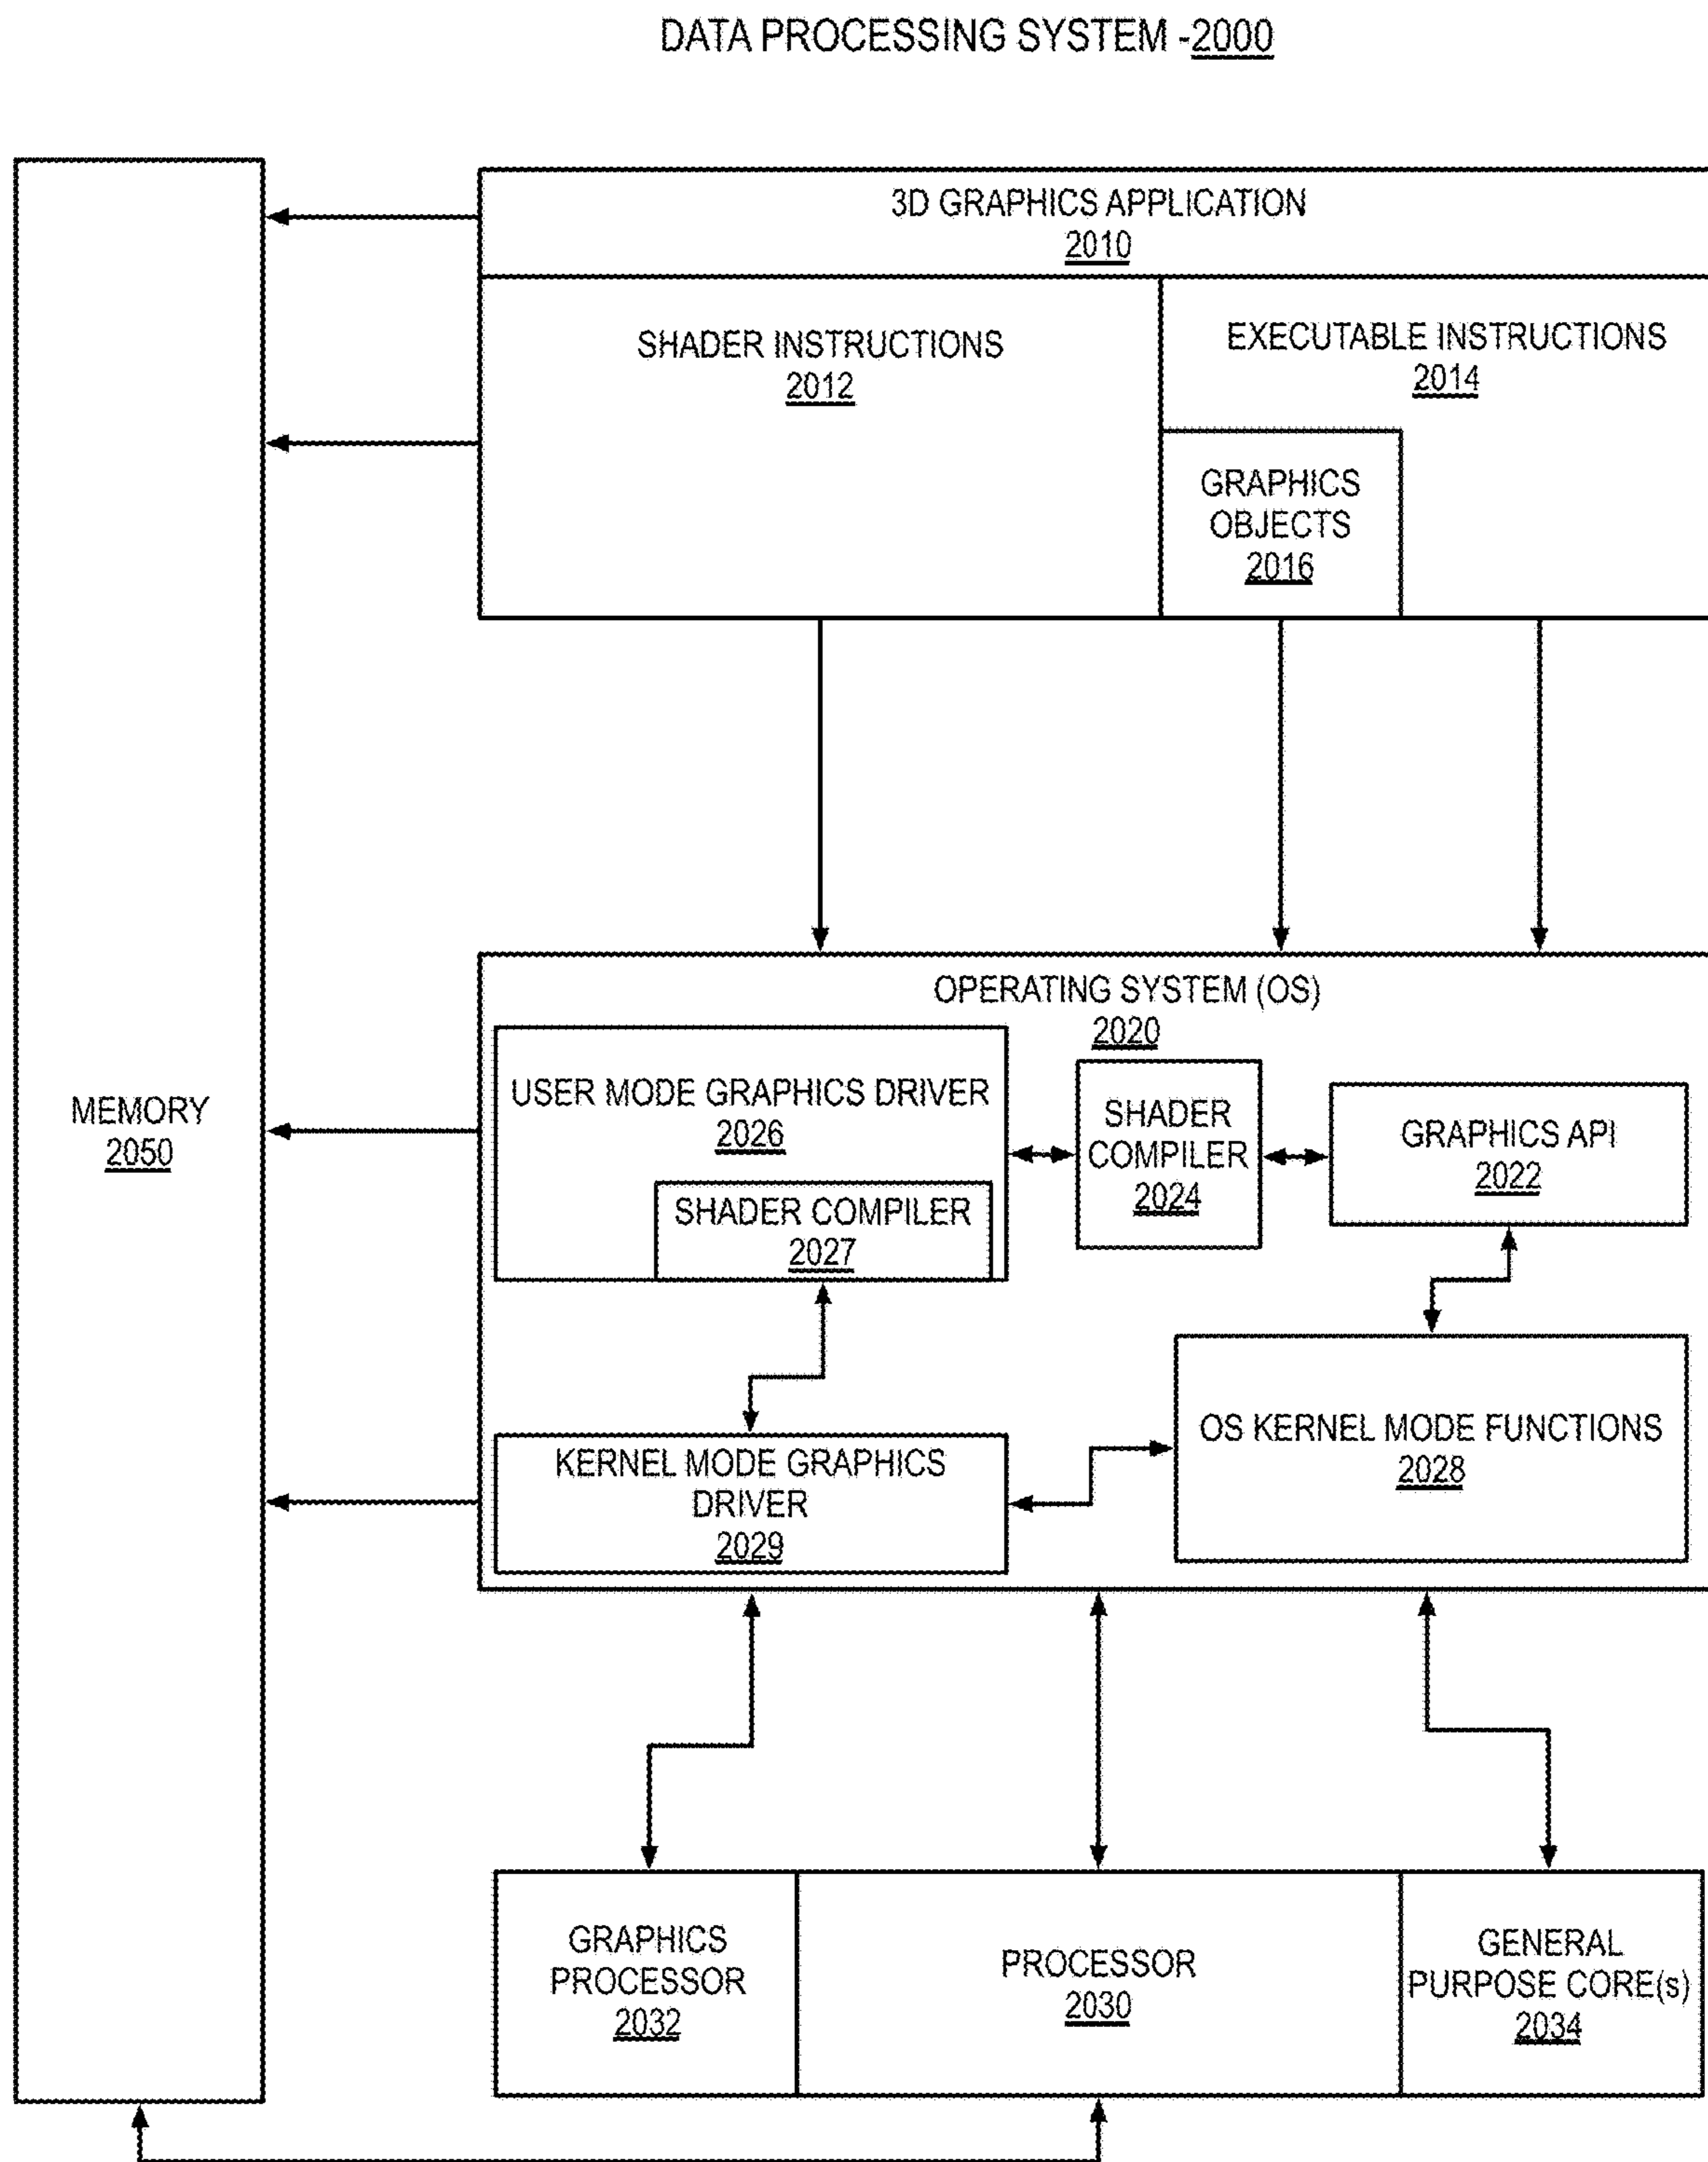 DATA PROCESSING SYSTEM -2000
3D GRAPHICS APPLICATION
2010
SHADER INSTRUCTIONS
2012
EXECUTABLE INSTRUCTIONS
2014
GRAPHICS
OBJECTS
2016
MEMORY
2050
OPERATING SYSTEM (OS)
2020
USER MODE GRAPHICS DRIVER
2026
SHADER COMPILER
2027
SHADER
COMPILER
2024
GRAPHICS API
2022
KERNEL MODE GRAPHICS
DRIVER
2029
OS KERNEL MODE FUNCTIONS
2028
GRAPHICS
PROCESSOR
2032
PROCESSOR
2030
GENERAL
PURPOSE CORE(s)
2034